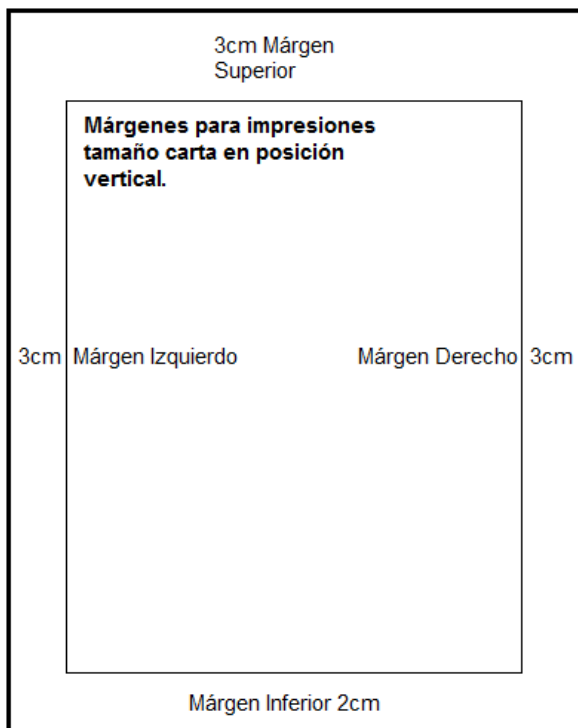 3cm Márgen
Superior
Márgenes para impresiones
tamaño carta en posición
vertical.
3cm Márgen Izquierdo Márgen Derecho 3cm
Márgen Inferior 2cm